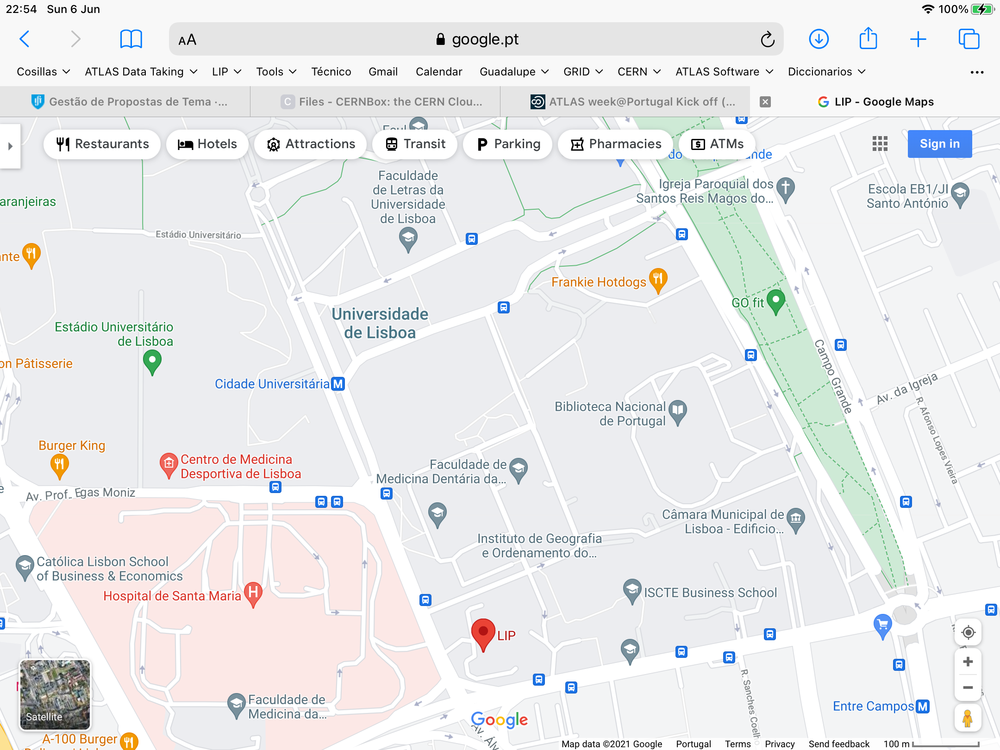 22:54 Sun 6 Jun 100%
AA google.pt
Cosillas ATLAS Data Taking LIP Tools Técnico Gmail Calendar Guadalupe GRID CERN ATLAS Software Diccionarios ...
Gestão de Propostas de Tema ·... C Files - CERNBox: the CERN Clou... ATLAS week@Portugal Kick off (... LIP - Google Maps
Restaurants Hotels Attractions Transit P Parking Pharmacies ATMs Sign in
Faculdade
de Letras da
Universidade
de Lisboa
Igreja Paroquial dos
Santos Reis Magos do...
Escola EB1/JI
Santo António
aranjeiras
Estádio Universitário
Frankie Hotdogs
GO fit
Universidade
de Lisboa
Estádio Universitário
de Lisboa
on Pâtisserie
Cidade Universitária M
Campo Grande
Av. da Igreja
R. Afonso Lopes Vieira
Biblioteca Nacional
de Portugal
Burger King
Centro de Medicina
Desportiva de Lisboa
Faculdade de
Medicina Dentária da...
Av. Prof. Egas Moniz
Câmara Municipal de
Lisboa - Edificio...
Instituto de Geografia
e Ordenamento do...
Católica Lisbon School
of Business & Economics
Hospital de Santa Maria H
ISCTE Business School
LIP
R. Sanches Coelh
Faculdade de
Medicina da...
Satellite
Entre Campos M
Google
Av. Álv
A-100 Burger
Map data ©2021 Google Portugal Terms Privacy Send feedback 100 m